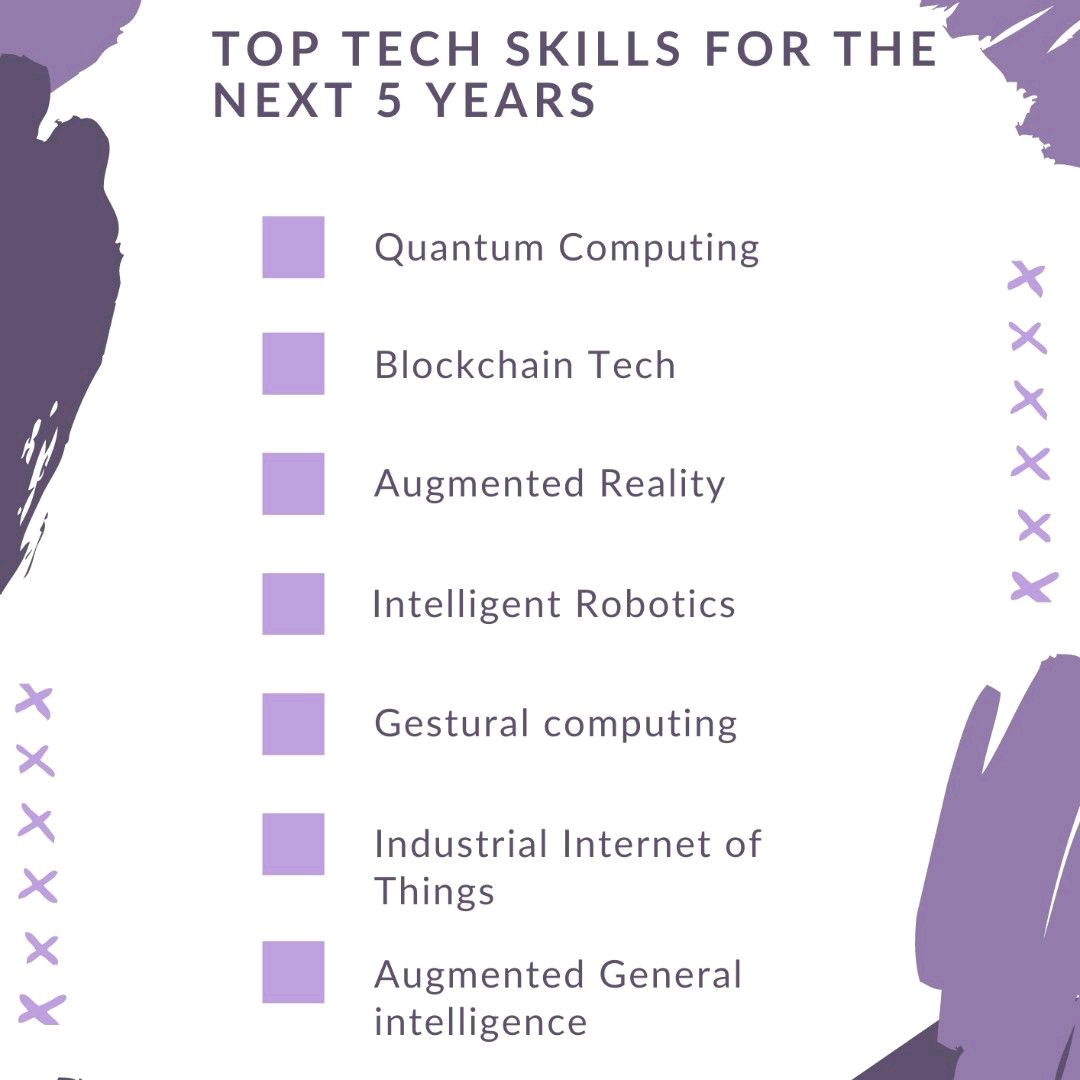 TOP TECH SKILLS FOR THE
NEXT 5 YEARS
Quantum Computing
Blockchain Tech
Augmented Reality
Intelligent Robotics
Gestural computing
Industrial Internet of
Things
Augmented General
intelligence